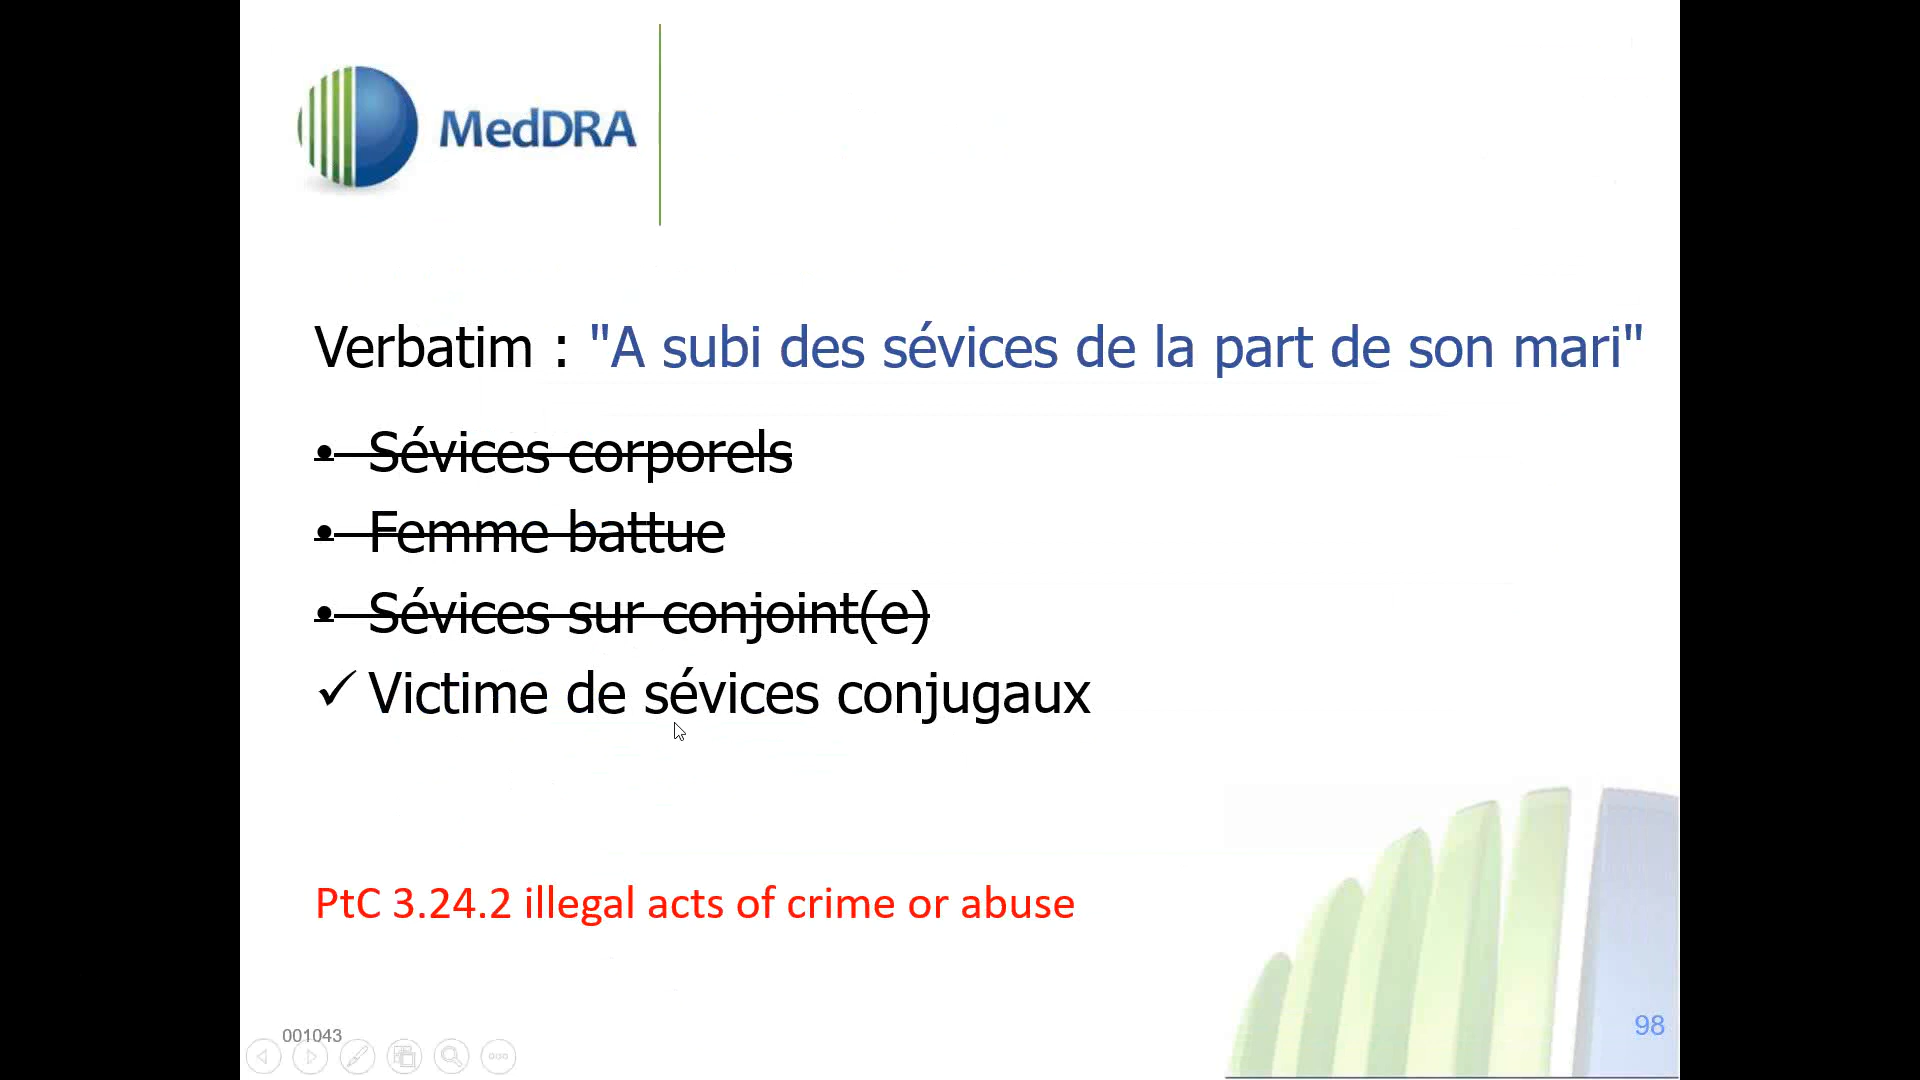 MedDRA
Verbatim : "A subi des sévices de la part de son mari"
• Sévices corporels
• Femme battue
• Sévices sur conjoint(e)
✓ Victime de sévices conjugaux
PtC 3.24.2 illegal acts of crime or abuse
001043
98